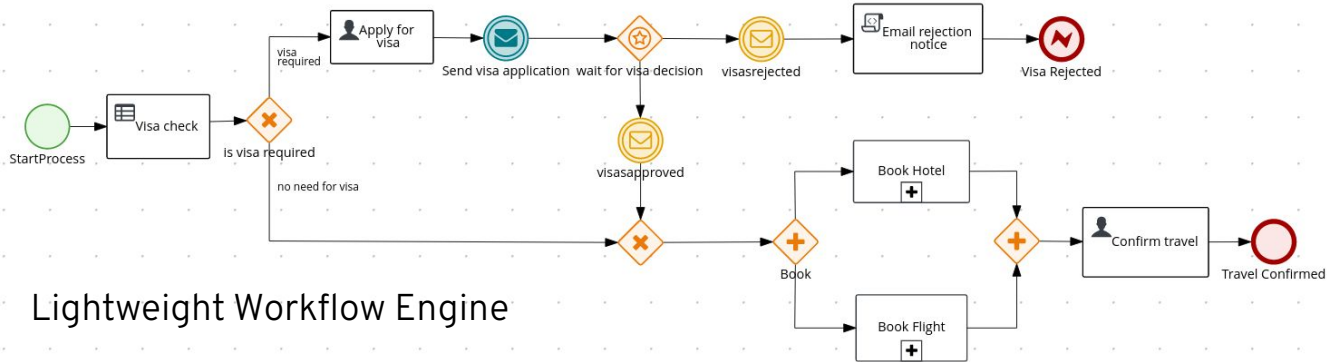 Apply for
visa
Email rejection
notice
visa
required
Send visa application
wait for visa decision
visasrejected
Visa Rejected
Visa check
StartProcess
is visa required
visasapproved
no need for visa
Book Hotel
Confirm travel
Book
Travel Confirmed
Lightweight Workflow Engine
Book Flight